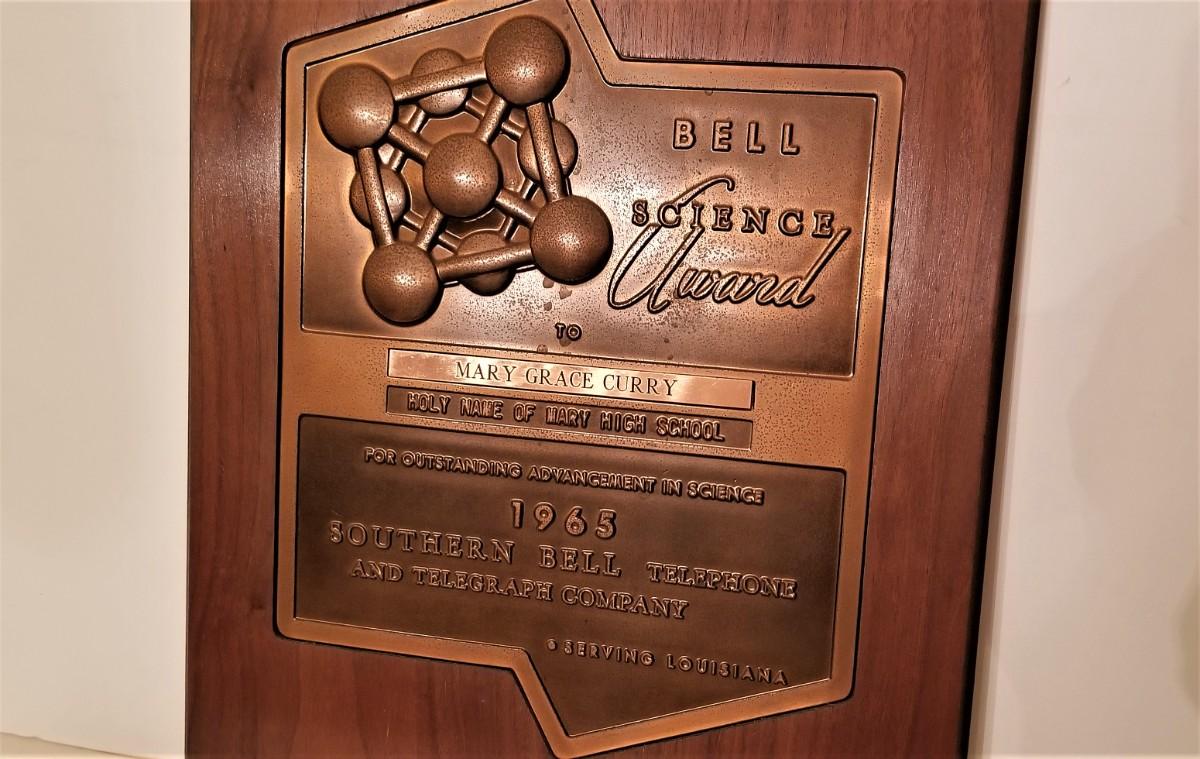 BELL
SCIENCE
Award
TO
MARY GRACE CURRY
HOLY NAME OF MARY HIGH SCHOOL
FOR OUTSTANDING ADVANCEMENT IN SCIENCE
1965
SOUTHERN BELL TELEPHONE
AND TELEGRAPH COMPANY
SERVING LOUISIANA